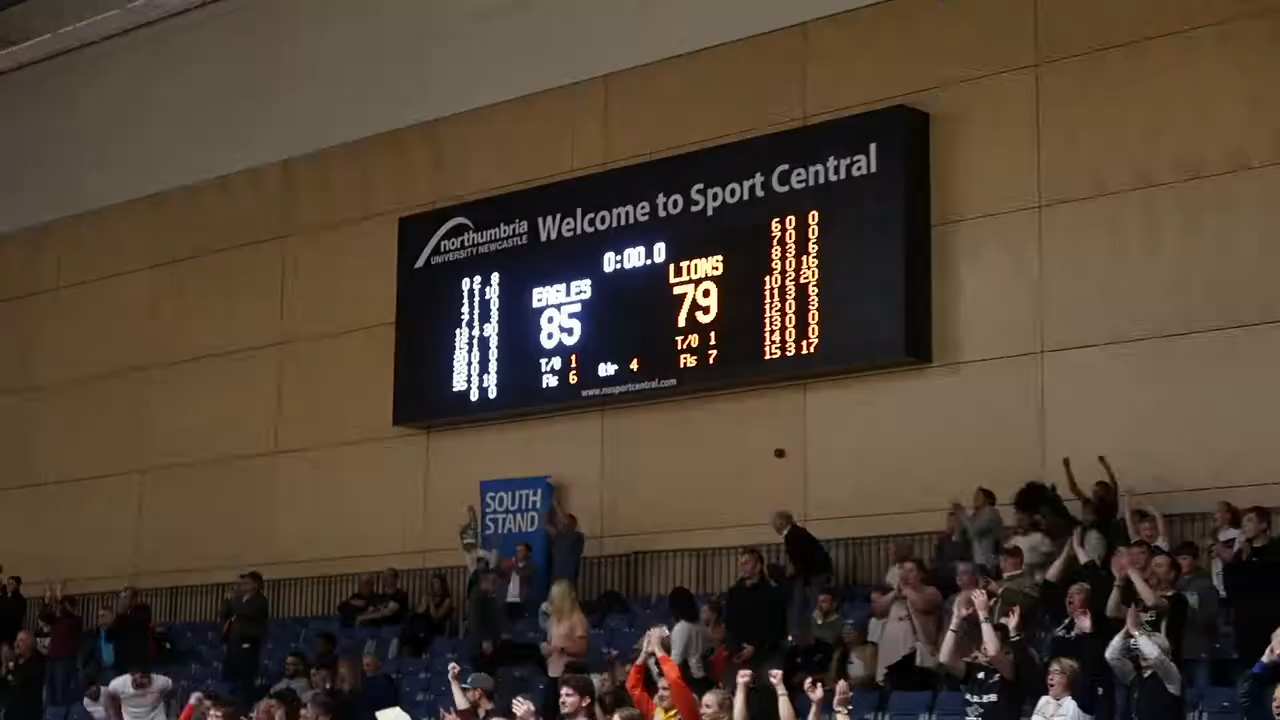 northumbria
UNIVERSITY NEWCASTLE
Welcome to Sport Central
0:00.0
EAGLES
85
T/O 1
Fls 6
Qtr 4
LIONS
79
T/O 1
Fls 7
6 0 0
7 0 0
8 3 6
9 0 16
10 2 20
11 3 6
12 0 3
13 0 0
14 0 0
15 3 17
www.nusportcentral.com
SOUTH
STAND